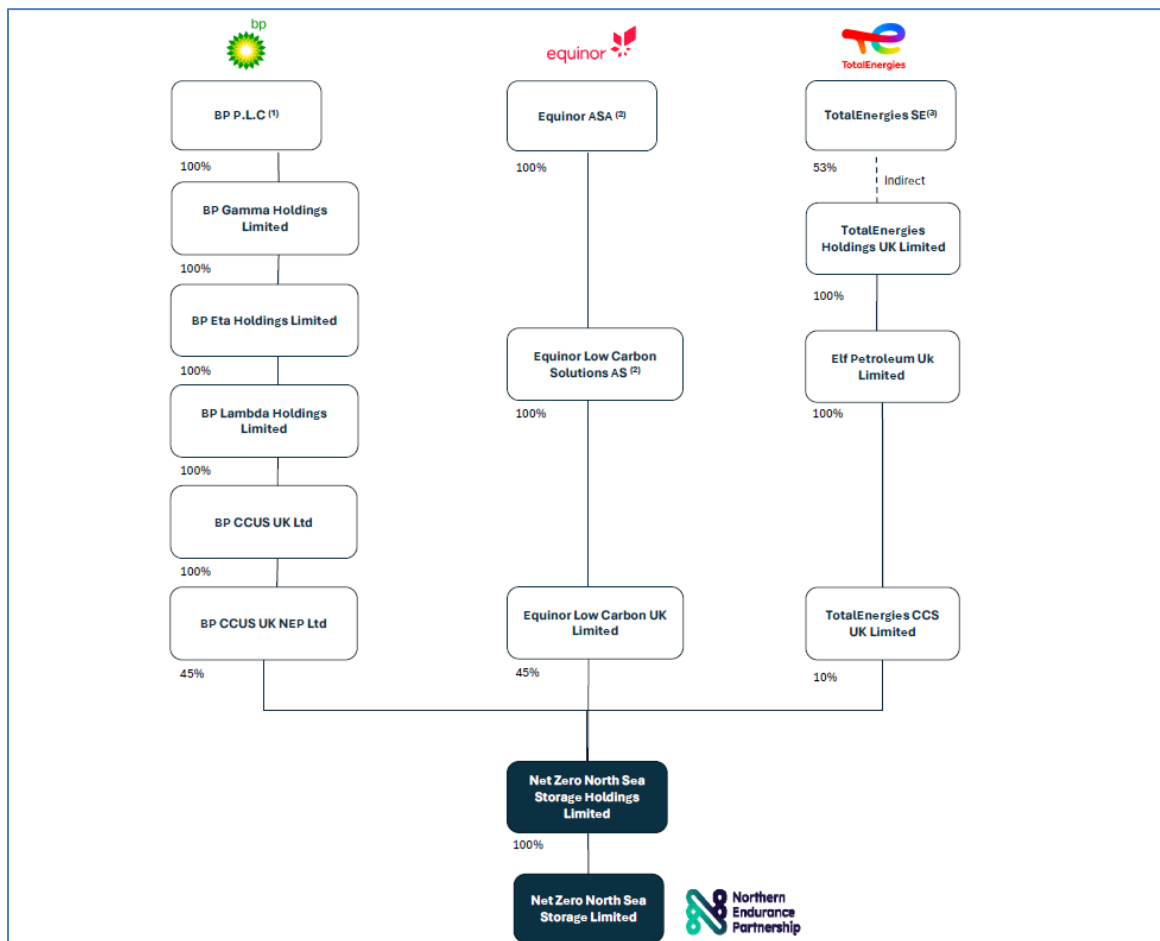 bp
equinor
TotalEnergies
BP P.L.C (1)
Equinor ASA (2)
TotalEnergies SE(3)
100%
100%
53%
Indirect
BP Gamma Holdings
Limited
TotalEnergies
Holdings UK Limited
100%
100%
BP Eta Holdings Limited
Equinor Low Carbon
Solutions AS (2)
Elf Petroleum Uk
Limited
100%
100%
100%
BP Lambda Holdings
Limited
100%
BP CCUS UK Ltd
100%
BP CCUS UK NEP Ltd
Equinor Low Carbon UK
Limited
TotalEnergies CCS
UK Limited
45%
45%
10%
Net Zero North Sea
Storage Holdings
Limited
100%
Net Zero North Sea
Storage Limited
Northern
Endurance
Partnership